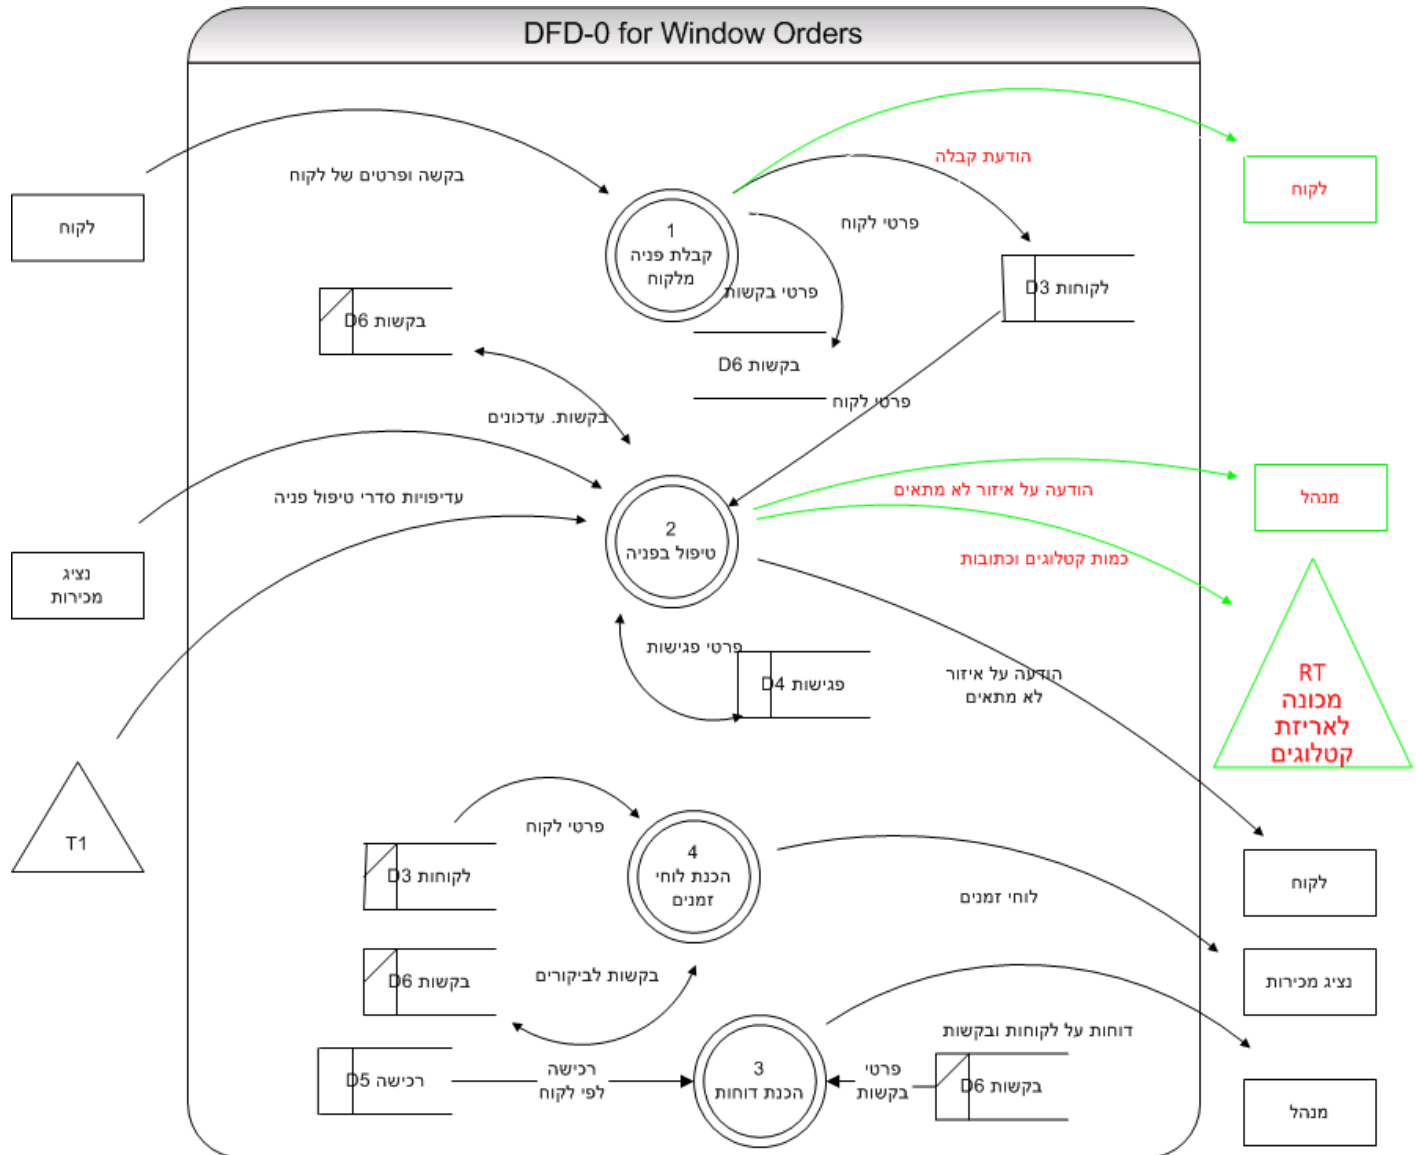 DFD-0 for Window Orders
הודעת קבלה
בקשה ופרטים של לקוח
לקוח
לקוח
1
קבלת פניה
מלקוח
פרטי לקוח
פרטי בקשות
לקוחות D3
בקשות D6
בקשות D6
פרטי לקוח
בקשות. עדכונים
עדיפויות סדרי טיפול פניה
הודעה על איזור לא מתאים
מנהל
2
טיפול בפניה
כמות קטלוגים וכתובות
נציג
מכירות
פרטי פגישות
פגישות D4
הודעה על איזור
לא מתאים
RT
מכונה
לאריזת
קטלוגים
T1
פרטי לקוח
לקוחות D3
4
הכנת לוחי
זמנים
לוחי זמנים
לקוח
בקשות D6
בקשות לביקורים
נציג מכירות
דוחות על לקוחות ובקשות
רכישה D5
רכישה
לפי לקוח
3
הכנת דוחות
פרטי
בקשות
בקשות D6
מנהל